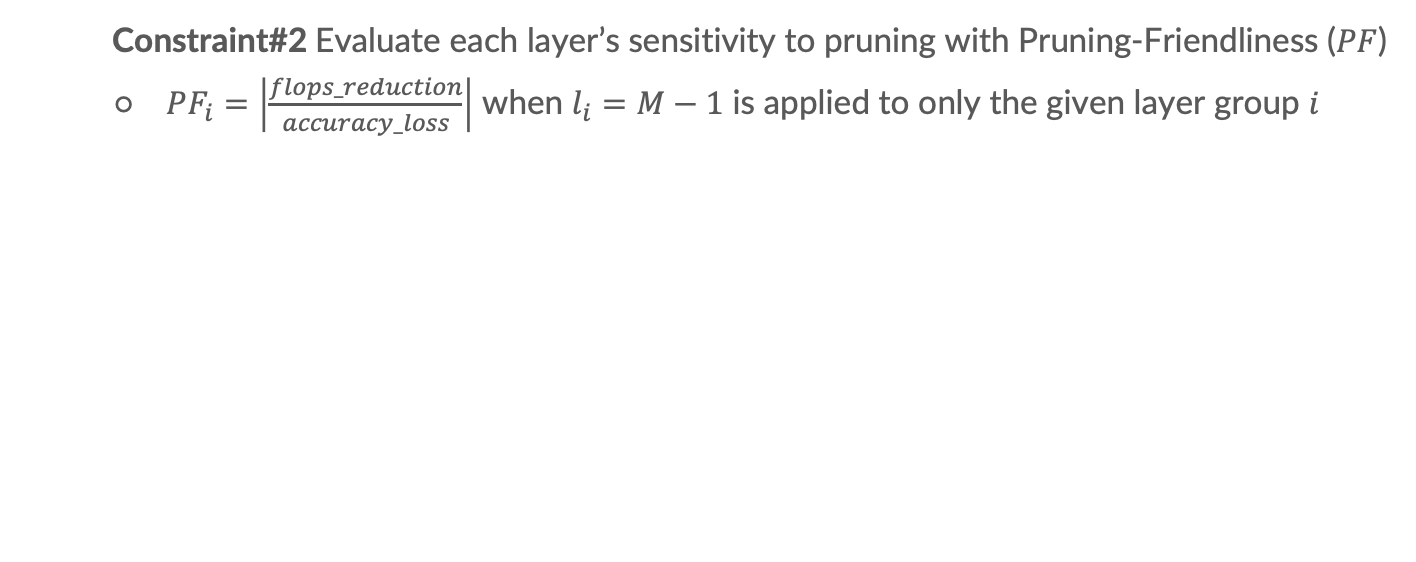 Constraint#2 Evaluate each layer’s sensitivity to pruning with Pruning-Friendliness (PF)
o PFᵢ = |flops_reduction / accuracy_loss| when lᵢ = M − 1 is applied to only the given layer group i